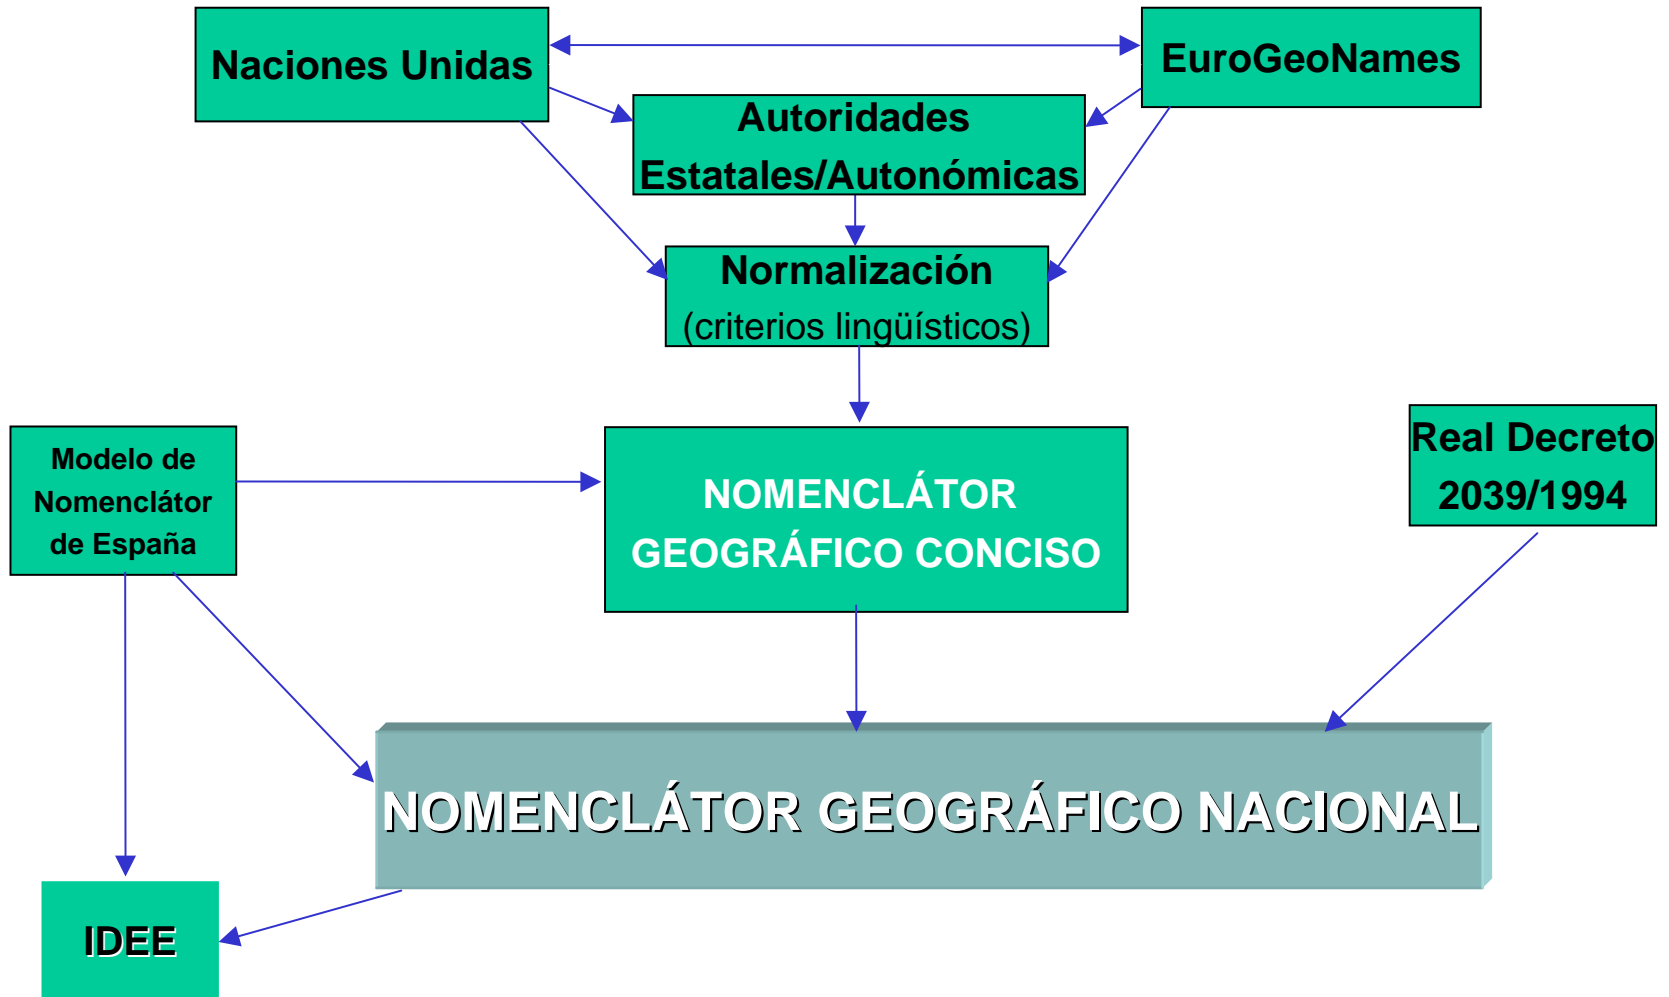 Naciones Unidas
EuroGeoNames
Autoridades
Estatales/Autonómicas
Normalización
(criterios lingüísticos)
Modelo de
Nomenclátor
de España
NOMENCLÁTOR
GEOGRÁFICO CONCISO
Real Decreto
2039/1994
NOMENCLÁTOR GEOGRÁFICO NACIONAL
IDEE